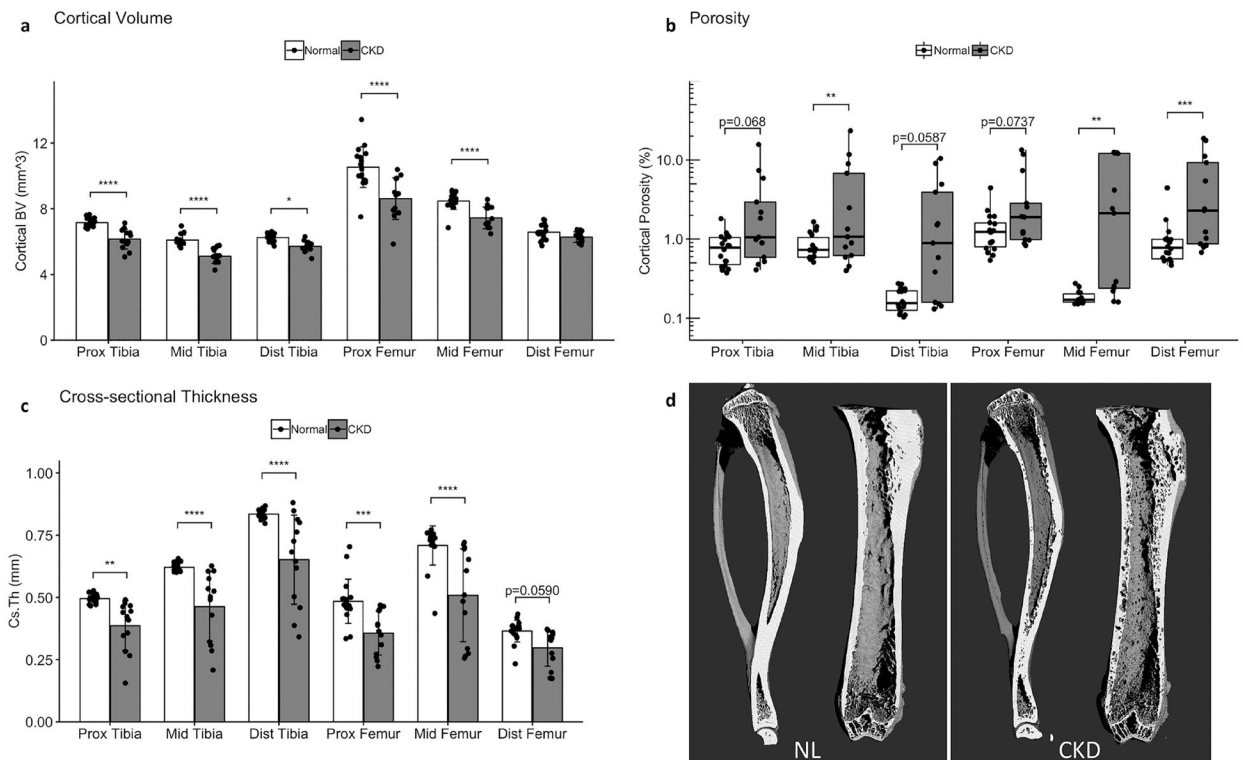 a Cortical Volume
Normal CKD
Cortical BV (mm^3)
12
8
4
0
**** **** * **** ****
Prox Tibia Mid Tibia Dist Tibia Prox Femur Mid Femur Dist Femur
b Porosity
Normal CKD
Cortical Porosity (%)
10.0
1.0
0.1
p=0.068 ** p=0.0587 p=0.0737 ** ***
Prox Tibia Mid Tibia Dist Tibia Prox Femur Mid Femur Dist Femur
c Cross-sectional Thickness
Normal CKD
Cs.Th (mm)
1.00
0.75
0.50
0.25
0.00
** **** **** *** **** p=0.0590
Prox Tibia Mid Tibia Dist Tibia Prox Femur Mid Femur Dist Femur
d
NL CKD